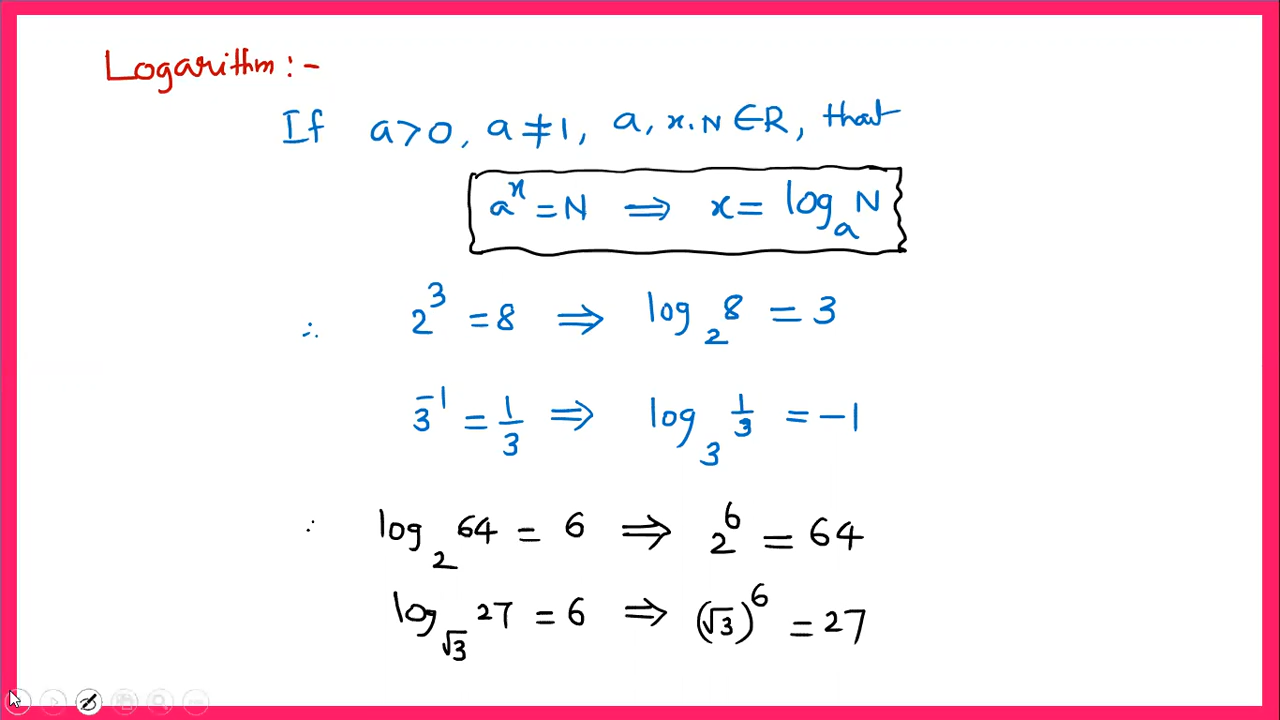 Logarithm:-
If a>0, a≠1, a, x. N ∈ R, that
a^x = N ⟹ x = log_a N
∴ 2^3 = 8 ⟹ log_2 8 = 3
3^-1 = 1/3 ⟹ log_3 1/3 = -1
log_2 64 = 6 ⟹ 2^6 = 64
log_√3 27 = 6 ⟹ (√3)^6 = 27